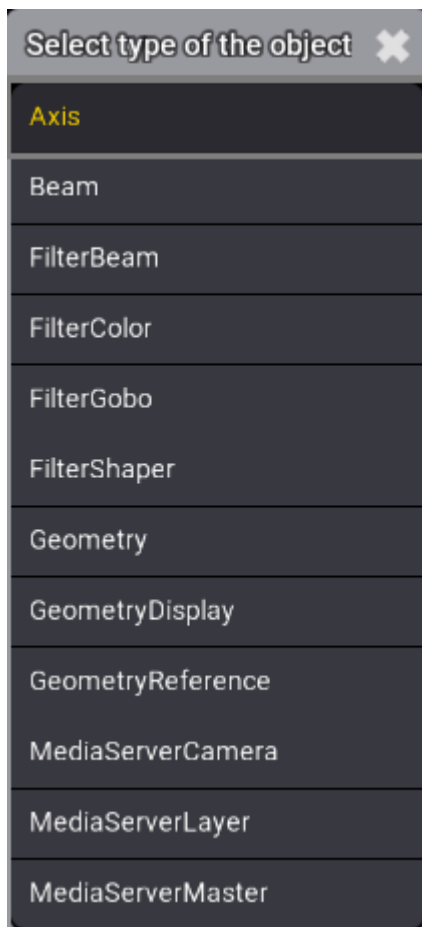 Select type of the object
Axis
Beam
FilterBeam
FilterColor
FilterGobo
FilterShaper
Geometry
GeometryDisplay
GeometryReference
MediaServerCamera
MediaServerLayer
MediaServerMaster